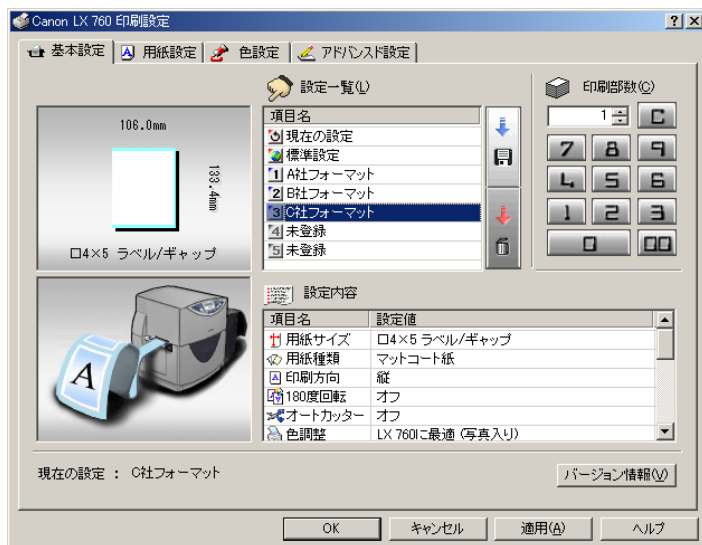 Canon LX 760 印刷設定
基本設定 用紙設定 色設定 アドバンスド設定
106.0mm
133.4mm
ロ4×5 ラベル/ギャップ
設定一覧(L)
項目名
現在の設定
標準設定
1 A社フォーマット
2 B社フォーマット
3 C社フォーマット
4 未登録
5 未登録
印刷部数(C)
1 C
7 8 9
4 5 6
1 2 3
0 00
A
設定内容
項目名 設定値
用紙サイズ ロ4×5 ラベル/ギャップ
用紙種類 マットコート紙
A 印刷方向 縦
180度回転 オフ
オートカッター オフ
色調整 LX 760に最適 (写真入り)
現在の設定 : C社フォーマット
バージョン情報(V)
OK キャンセル 適用(A) ヘルプ